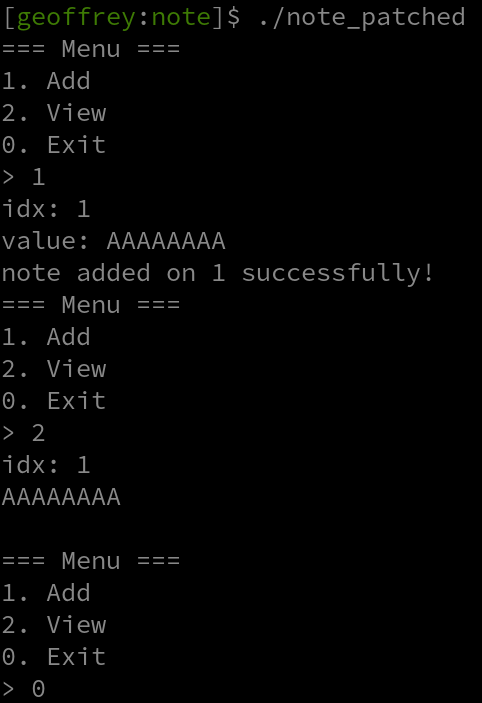 [geoffrey:note]$ ./note_patched
=== Menu ===
1. Add
2. View
0. Exit
> 1
idx: 1
value: AAAAAAAA
note added on 1 successfully!
=== Menu ===
1. Add
2. View
0. Exit
> 2
idx: 1
AAAAAAAA

=== Menu ===
1. Add
2. View
0. Exit
> 0